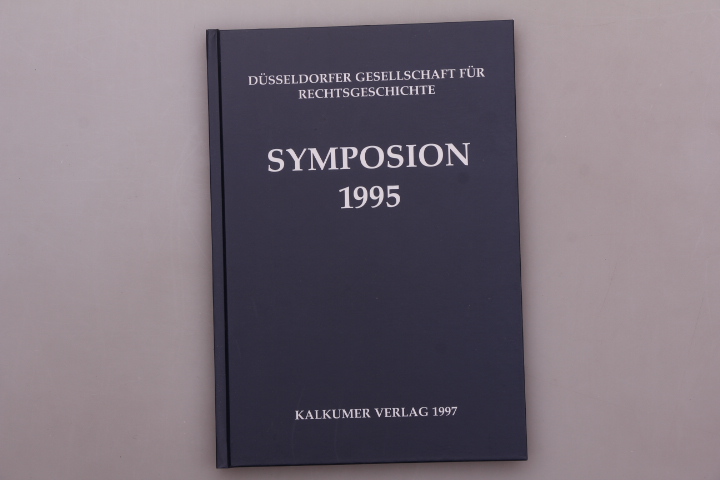 DÜSSELDORFER GESELLSCHAFT FÜR
RECHTSGESCHICHTE
SYMPOSION
1995
KALKUMER VERLAG 1997